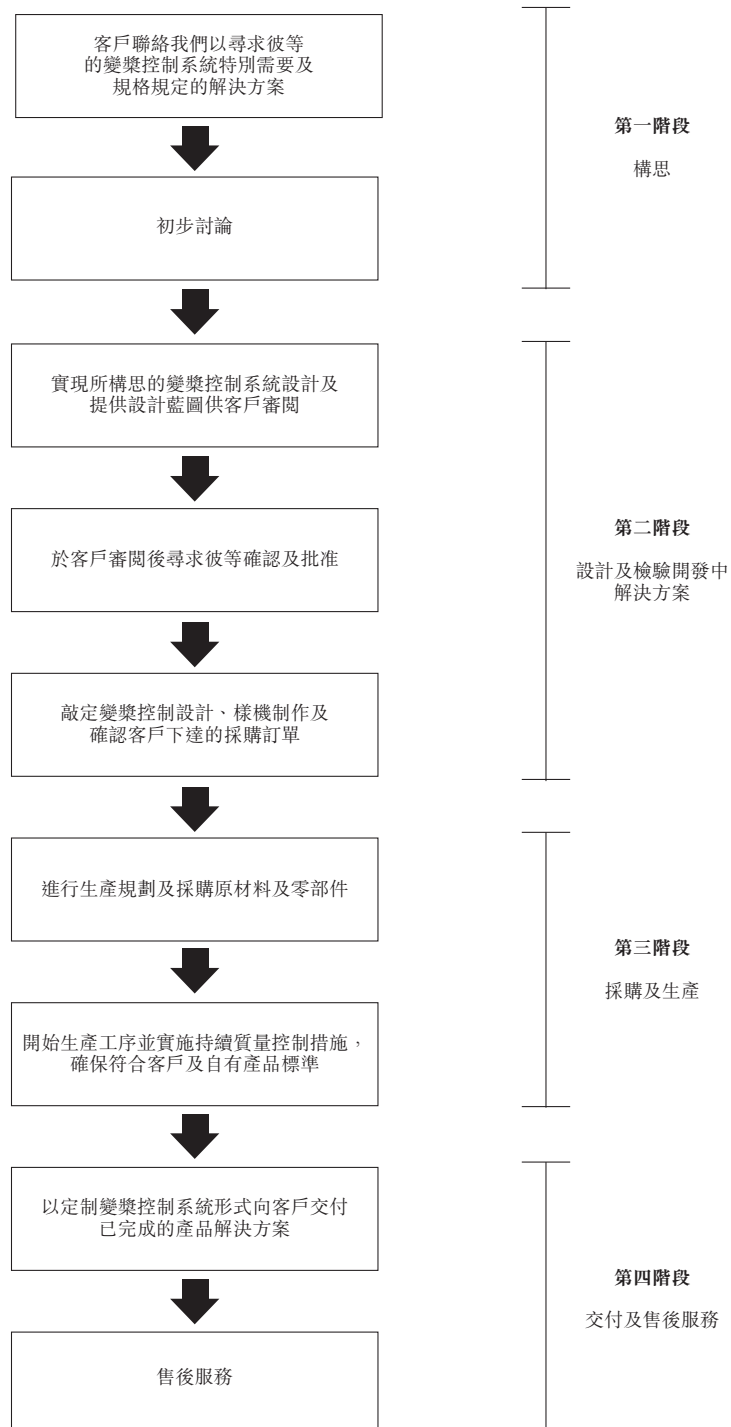 客戶聯絡我們以尋求彼等
的變槳控制系統特別需要及
規格規定的解決方案
初步討論
第一階段
構思
實現所構思的變槳控制系統設計及
提供設計藍圖供客戶審閱
於客戶審閱後尋求彼等確認及批准
敲定變槳控制設計、樣機制作及
確認客戶下達的採購訂單
第二階段
設計及檢驗開發中
解決方案
進行生產規劃及採購原材料及零部件
開始生產工序並實施持續質量控制措施，
確保符合客戶及自有產品標準
第三階段
採購及生產
以定制變槳控制系統形式向客戶交付
已完成的產品解決方案
售後服務
第四階段
交付及售後服務